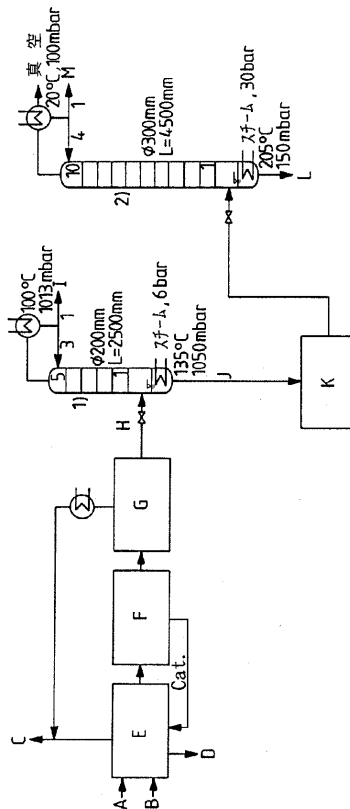 A
B
C
D
E
F
G
Cat.
H
1)
5
1
φ200mm
L=2500mm
100℃
1013mbar
3
1
I
スチーム, 6bar
135℃
1050mbar
J
K
2)
10
1
φ300mm
L=4500mm
真空
20℃, 100mbar
4
1
M
スチーム, 30bar
205℃
150mbar
L